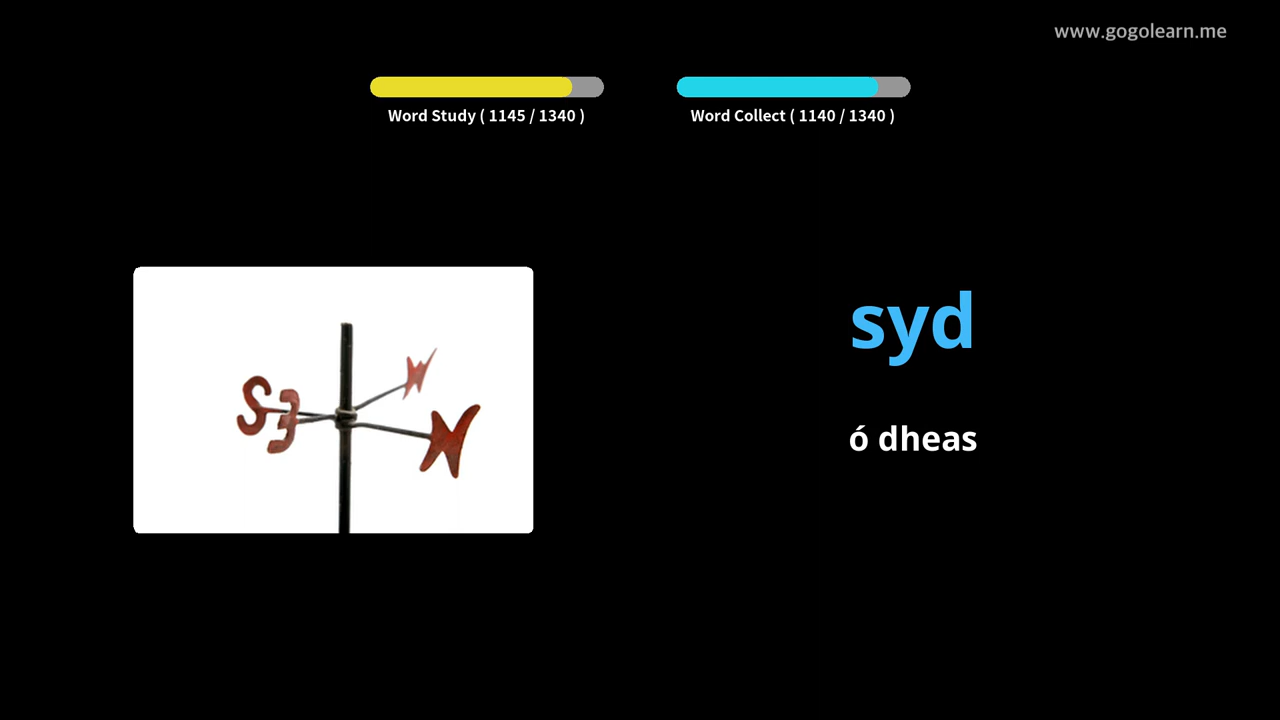 www.gogolearn.me
Word Study ( 1145 / 1340 )
Word Collect ( 1140 / 1340 )
S E N N
syd
ó dheas